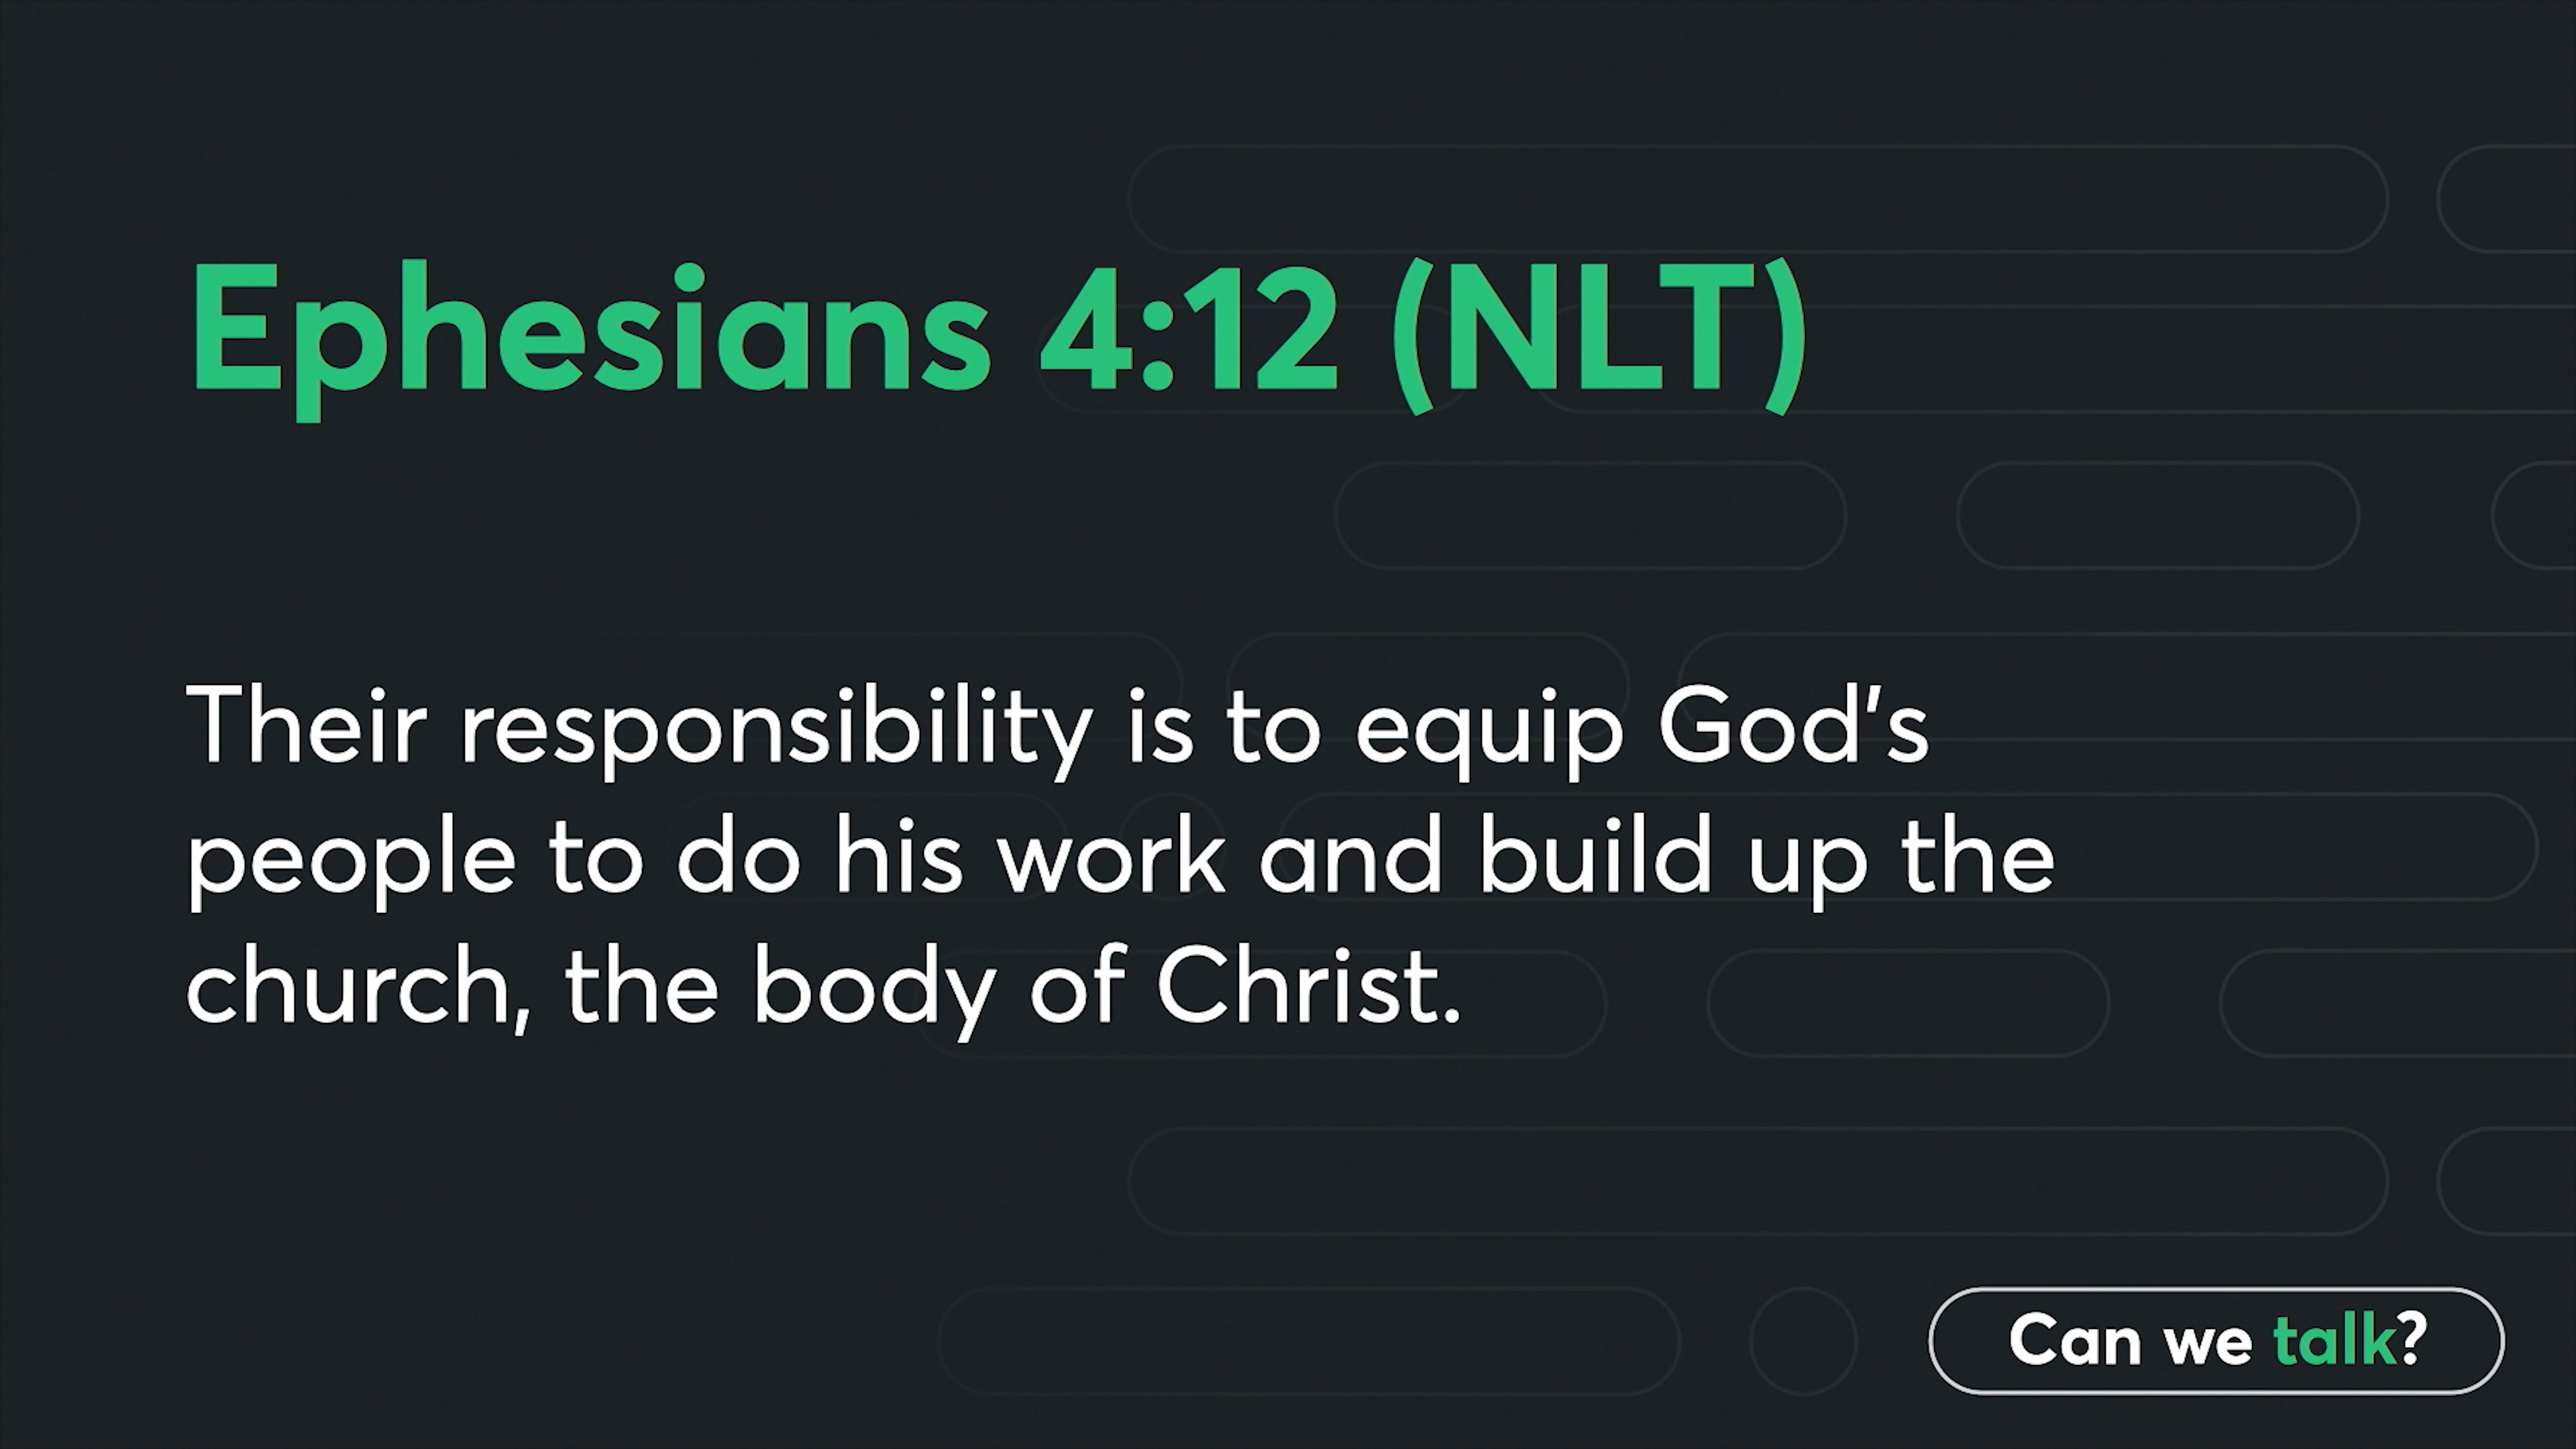 Ephesians 4:12 (NLT)
Their responsibility is to equip God's
people to do his work and build up the
church, the body of Christ.
Can we talk?